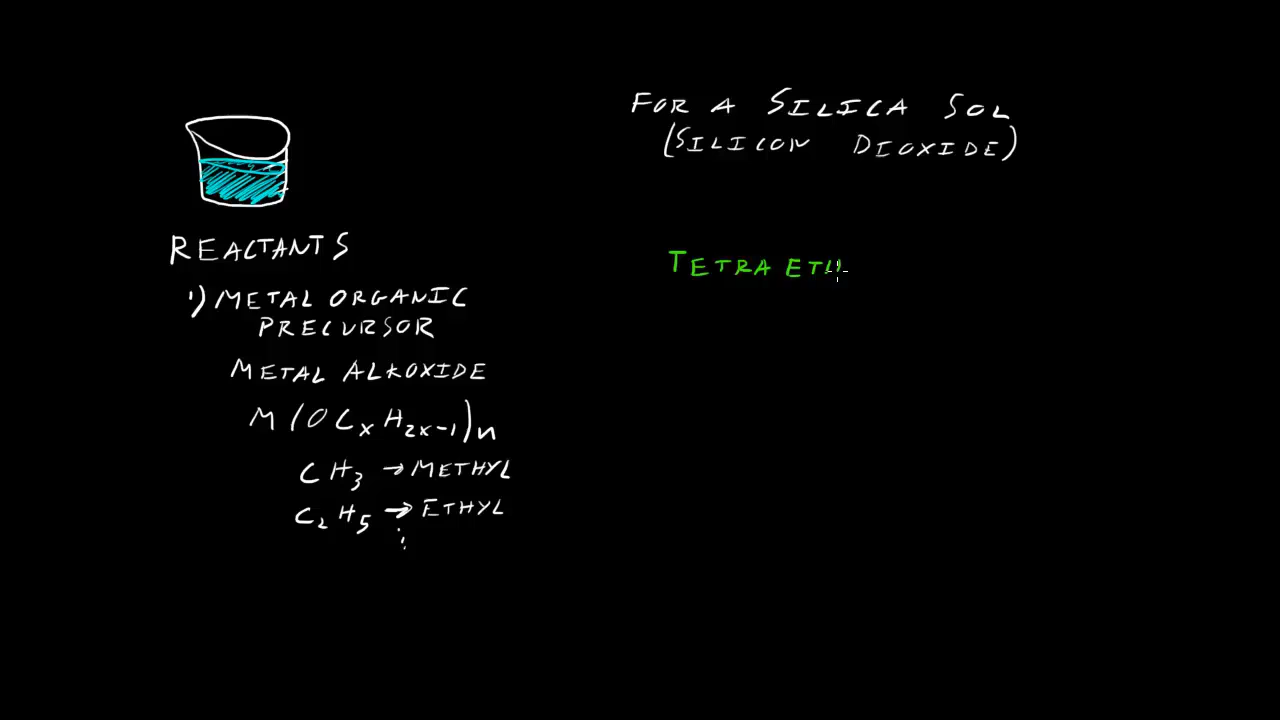 FOR A SILICA SOL
(SILICON DIOXIDE)
REACTANTS
1) METAL ORGANIC
PRECURSOR
METAL ALKOXIDE
M(OCₓH₂ₓ₋₁)ₙ
CH₃ → METHYL
C₂H₅ → ETHYL
TETRA ETH